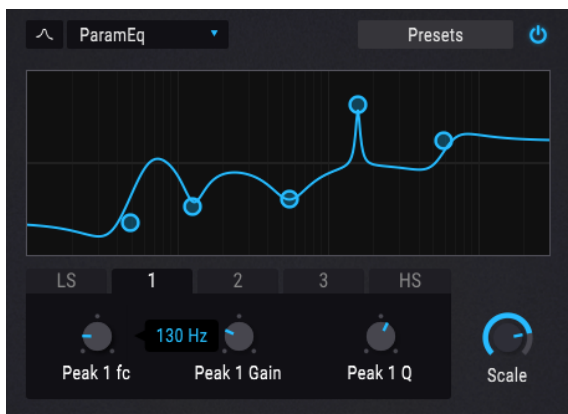 ParamEq Presets
LS 1 2 3 HS
130 Hz
Peak 1 fc Peak 1 Gain Peak 1 Q Scale